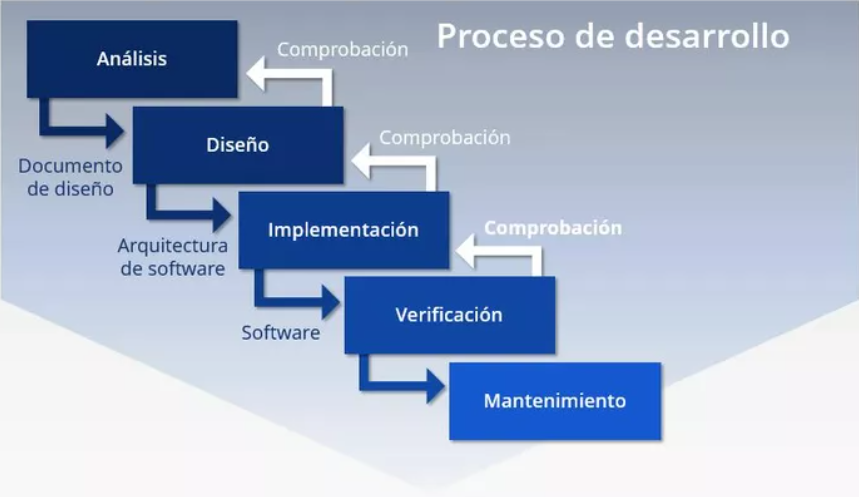 Proceso de desarrollo
Análisis
Comprobación
Documento
de diseño
Diseño
Comprobación
Arquitectura
de software
Implementación
Comprobación
Software
Verificación
Mantenimiento